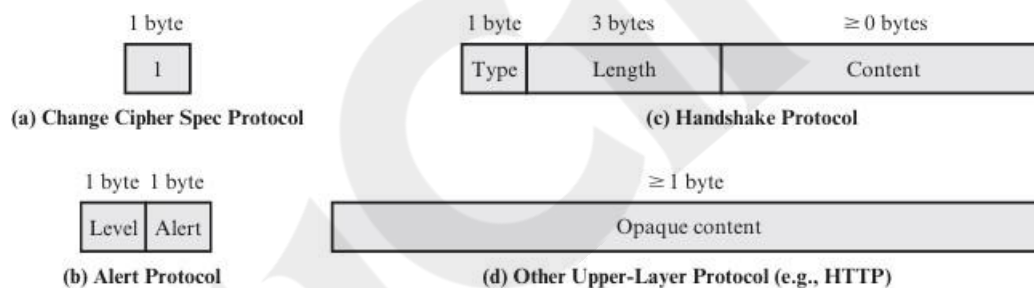 1 byte
1
(a) Change Cipher Spec Protocol
1 byte 3 bytes ≥ 0 bytes
Type Length Content
(c) Handshake Protocol
1 byte 1 byte
Level Alert
(b) Alert Protocol
≥ 1 byte
Opaque content
(d) Other Upper-Layer Protocol (e.g., HTTP)